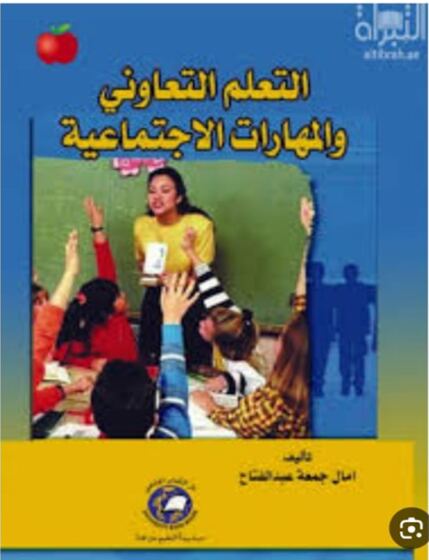 التبراة
altibrah.ae
التعلم التعاوني
والمهارات الاجتماعية
تأليف
امال جمعة عبدالفتاح